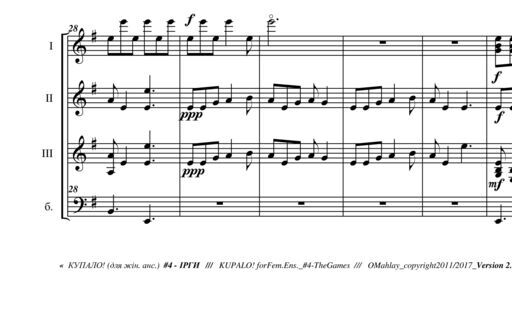 28
f
I
f
II
ppp
f
III
ppp
mf
28
б.
« КУПАЛО! (для жін. анс.) #4 - ІРГИ /// KUPALO! forFem.Ens._#4-TheGames /// OMahlay_copyright2011/2017_Version 2.